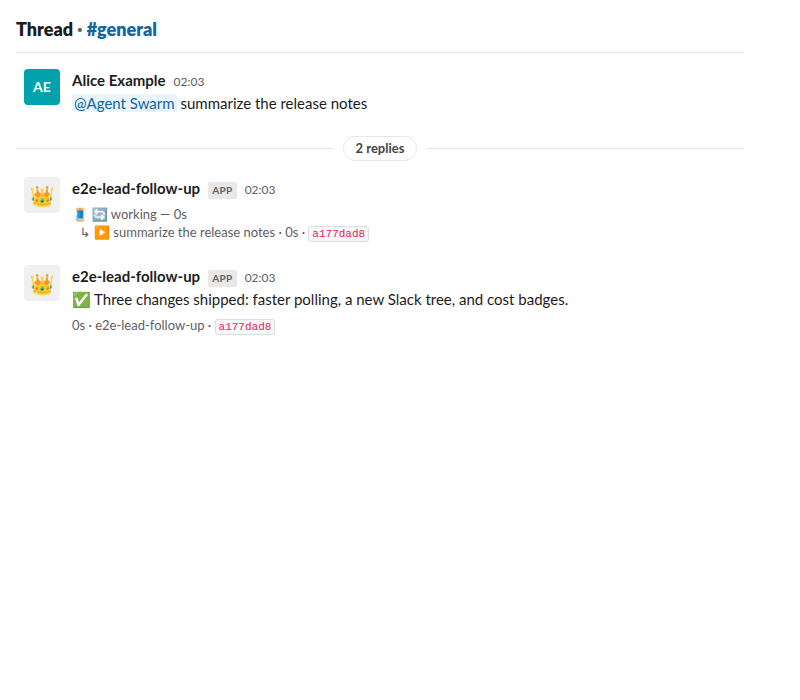 Thread • #general
AE
Alice Example 02:03
@Agent Swarm summarize the release notes
2 replies
e2e-lead-follow-up APP 02:03
🧵 🔄 working — 0s
↳ ▶️ summarize the release notes · 0s · a177dad8
e2e-lead-follow-up APP 02:03
✅ Three changes shipped: faster polling, a new Slack tree, and cost badges.
0s · e2e-lead-follow-up · a177dad8